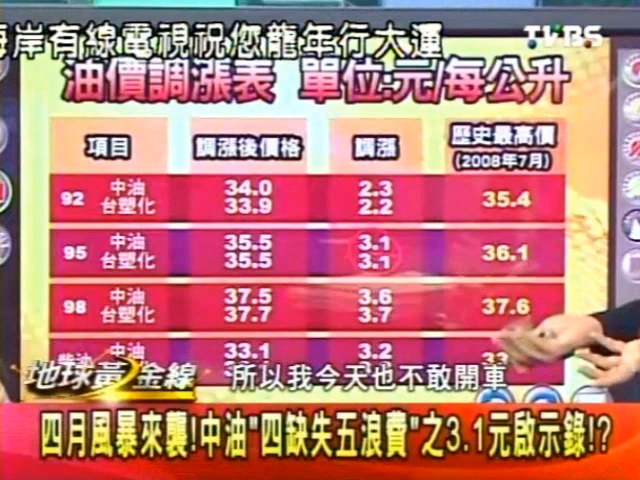 海岸有線電視祝您龍年行大運
TVBS
油價調漲表 單位:元/每公升
項目 調漲後價格 調漲 歷史最高價
(2008年7月)
92 中油 34.0 2.3 35.4
台塑化 33.9 2.2
95 中油 35.5 3.1 36.1
台塑化 35.5 3.1
98 中油 37.5 3.6 37.6
台塑化 37.7 3.7
柴油 中油 33.1 3.2
地球黃金線
所以我今天也不敢開車
四月風暴來襲!中油"四缺失五浪費"之3.1元啟示錄!?